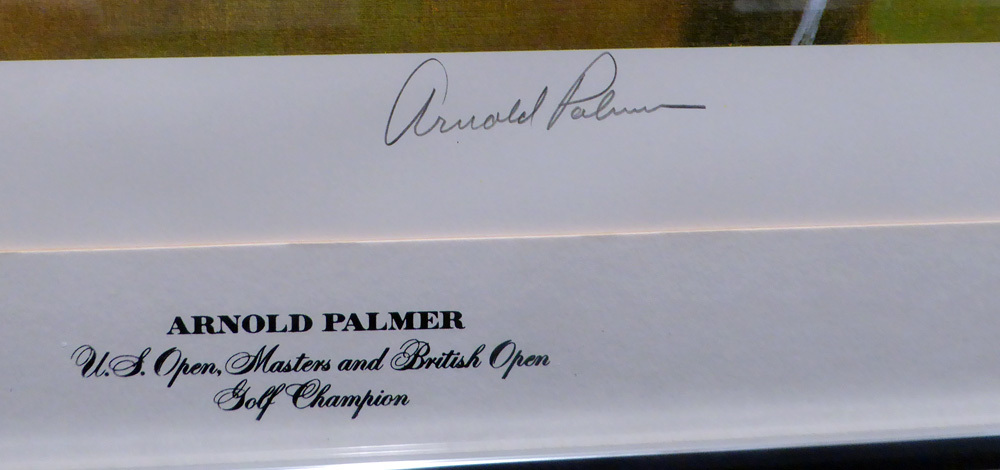 Arnold Palmer
ARNOLD PALMER
U.S. Open, Masters and British Open
Golf Champion